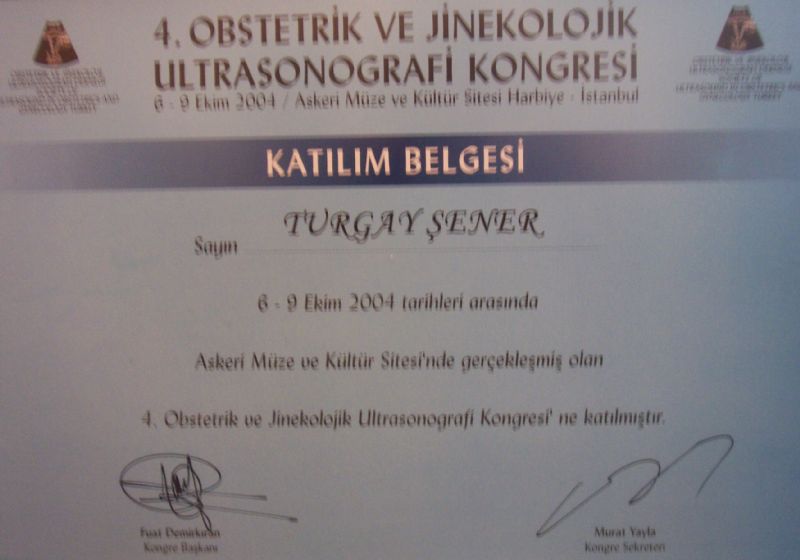 4. OBSTETRİK VE JİNEKOLOJİK
ULTRASONOGRAFİ KONGRESİ
6 - 9 Ekim 2004 / Askeri Müze ve Kültür Sitesi Harbiye - İstanbul
KATILIM BELGESİ
TURGAY ŞENER
Sayın
6 - 9 Ekim 2004 tarihleri arasında
Askeri Müze ve Kültür Sitesi'nde gerçekleşmiş olan
4. Obstetrik ve Jinekolojik Ultrasonografi Kongresi' ne katılmıştır.
Fuat Demirkıran
Kongre Başkanı
Murat Yayla
Kongre Sekreteri